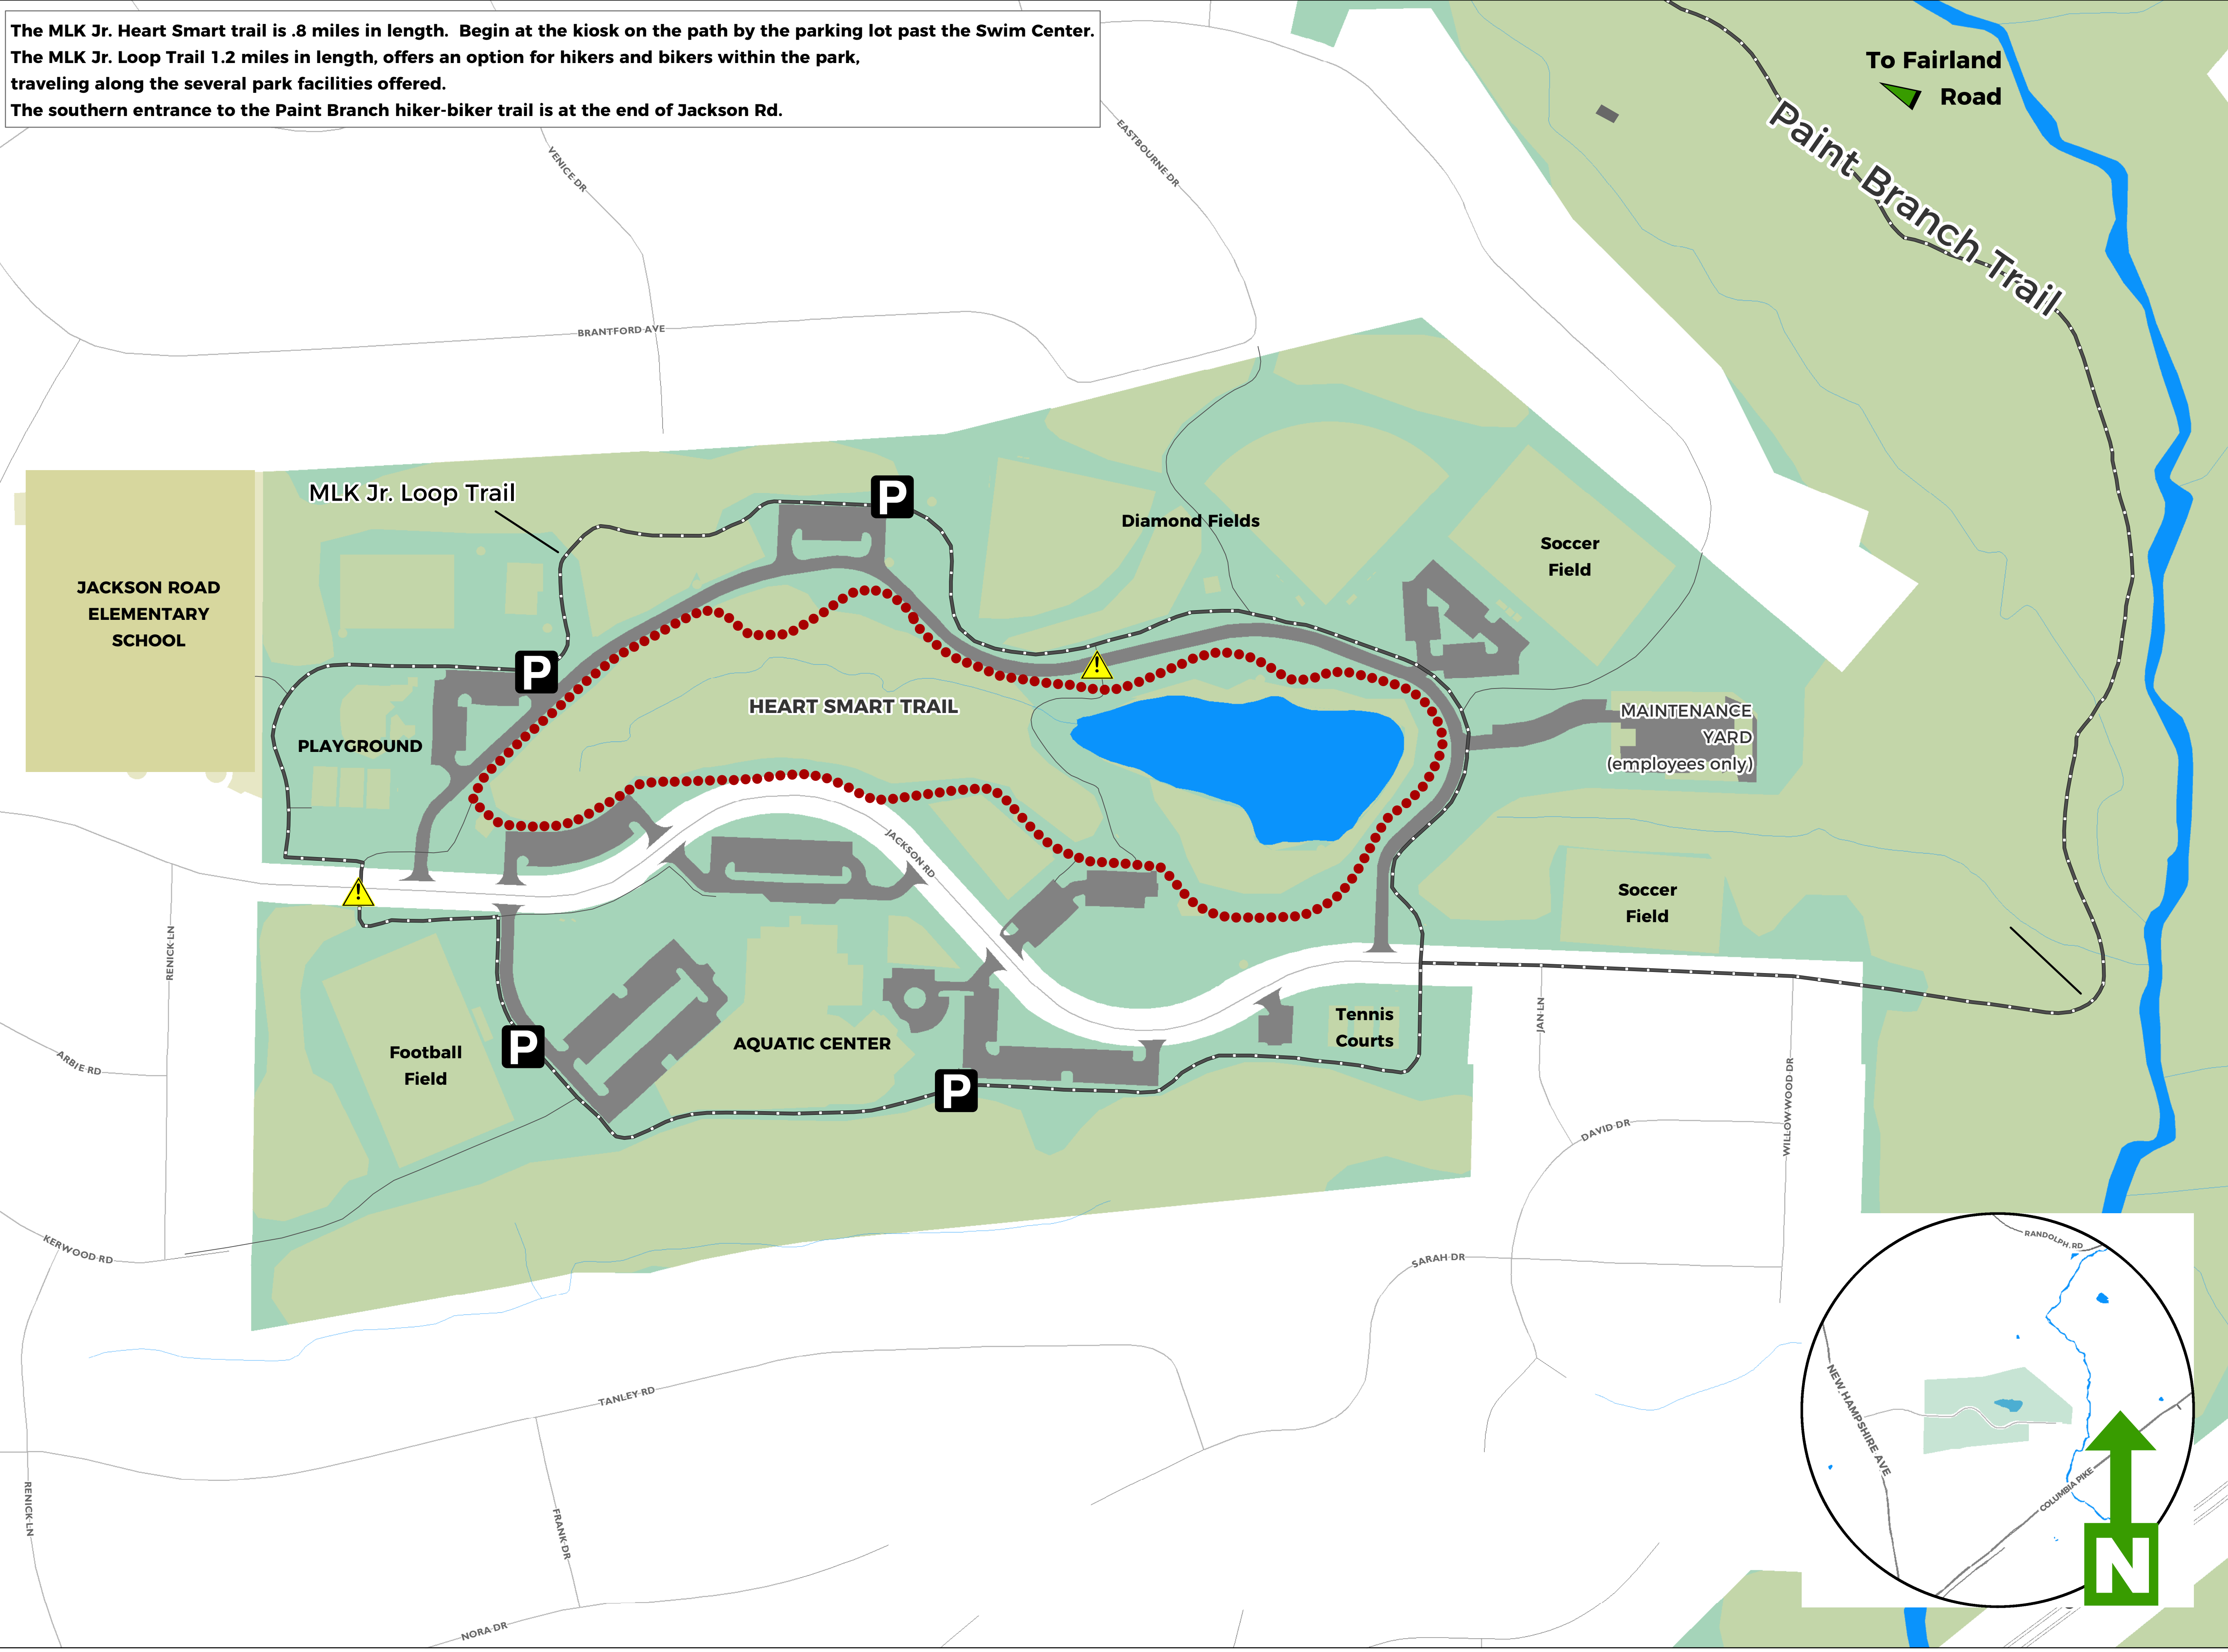 The MLK Jr. Heart Smart trail is .8 miles in length.  Begin at the kiosk on the path by the parking lot past the Swim Center.
The MLK Jr. Loop Trail 1.2 miles in length, offers an option for hikers and bikers within the park,
traveling along the several park facilities offered.
The southern entrance to the Paint Branch hiker-biker trail is at the end of Jackson Rd.
To Fairland
Road
Paint Branch Trail
EASTBOURNE DR
VENICE DR
BRANTFORD AVE
MLK Jr. Loop Trail
P
Diamond Fields
Soccer
Field
JACKSON ROAD
ELEMENTARY
SCHOOL
P
!
HEART SMART TRAIL
PLAYGROUND
MAINTENANCE
YARD
(employees only)
JACKSON RD
!
Soccer
Field
RENICK LN
Football
Field
P
AQUATIC CENTER
P
Tennis
Courts
JAN LN
WILLOWWOOD DR
ARBIE RD
DAVID DR
KERWOOD RD
SARAH DR
TANLEY RD
RENICK LN
FRANK DR
NORA DR
RANDOLPH RD
NEW HAMPSHIRE AVE
COLUMBIA PIKE
N